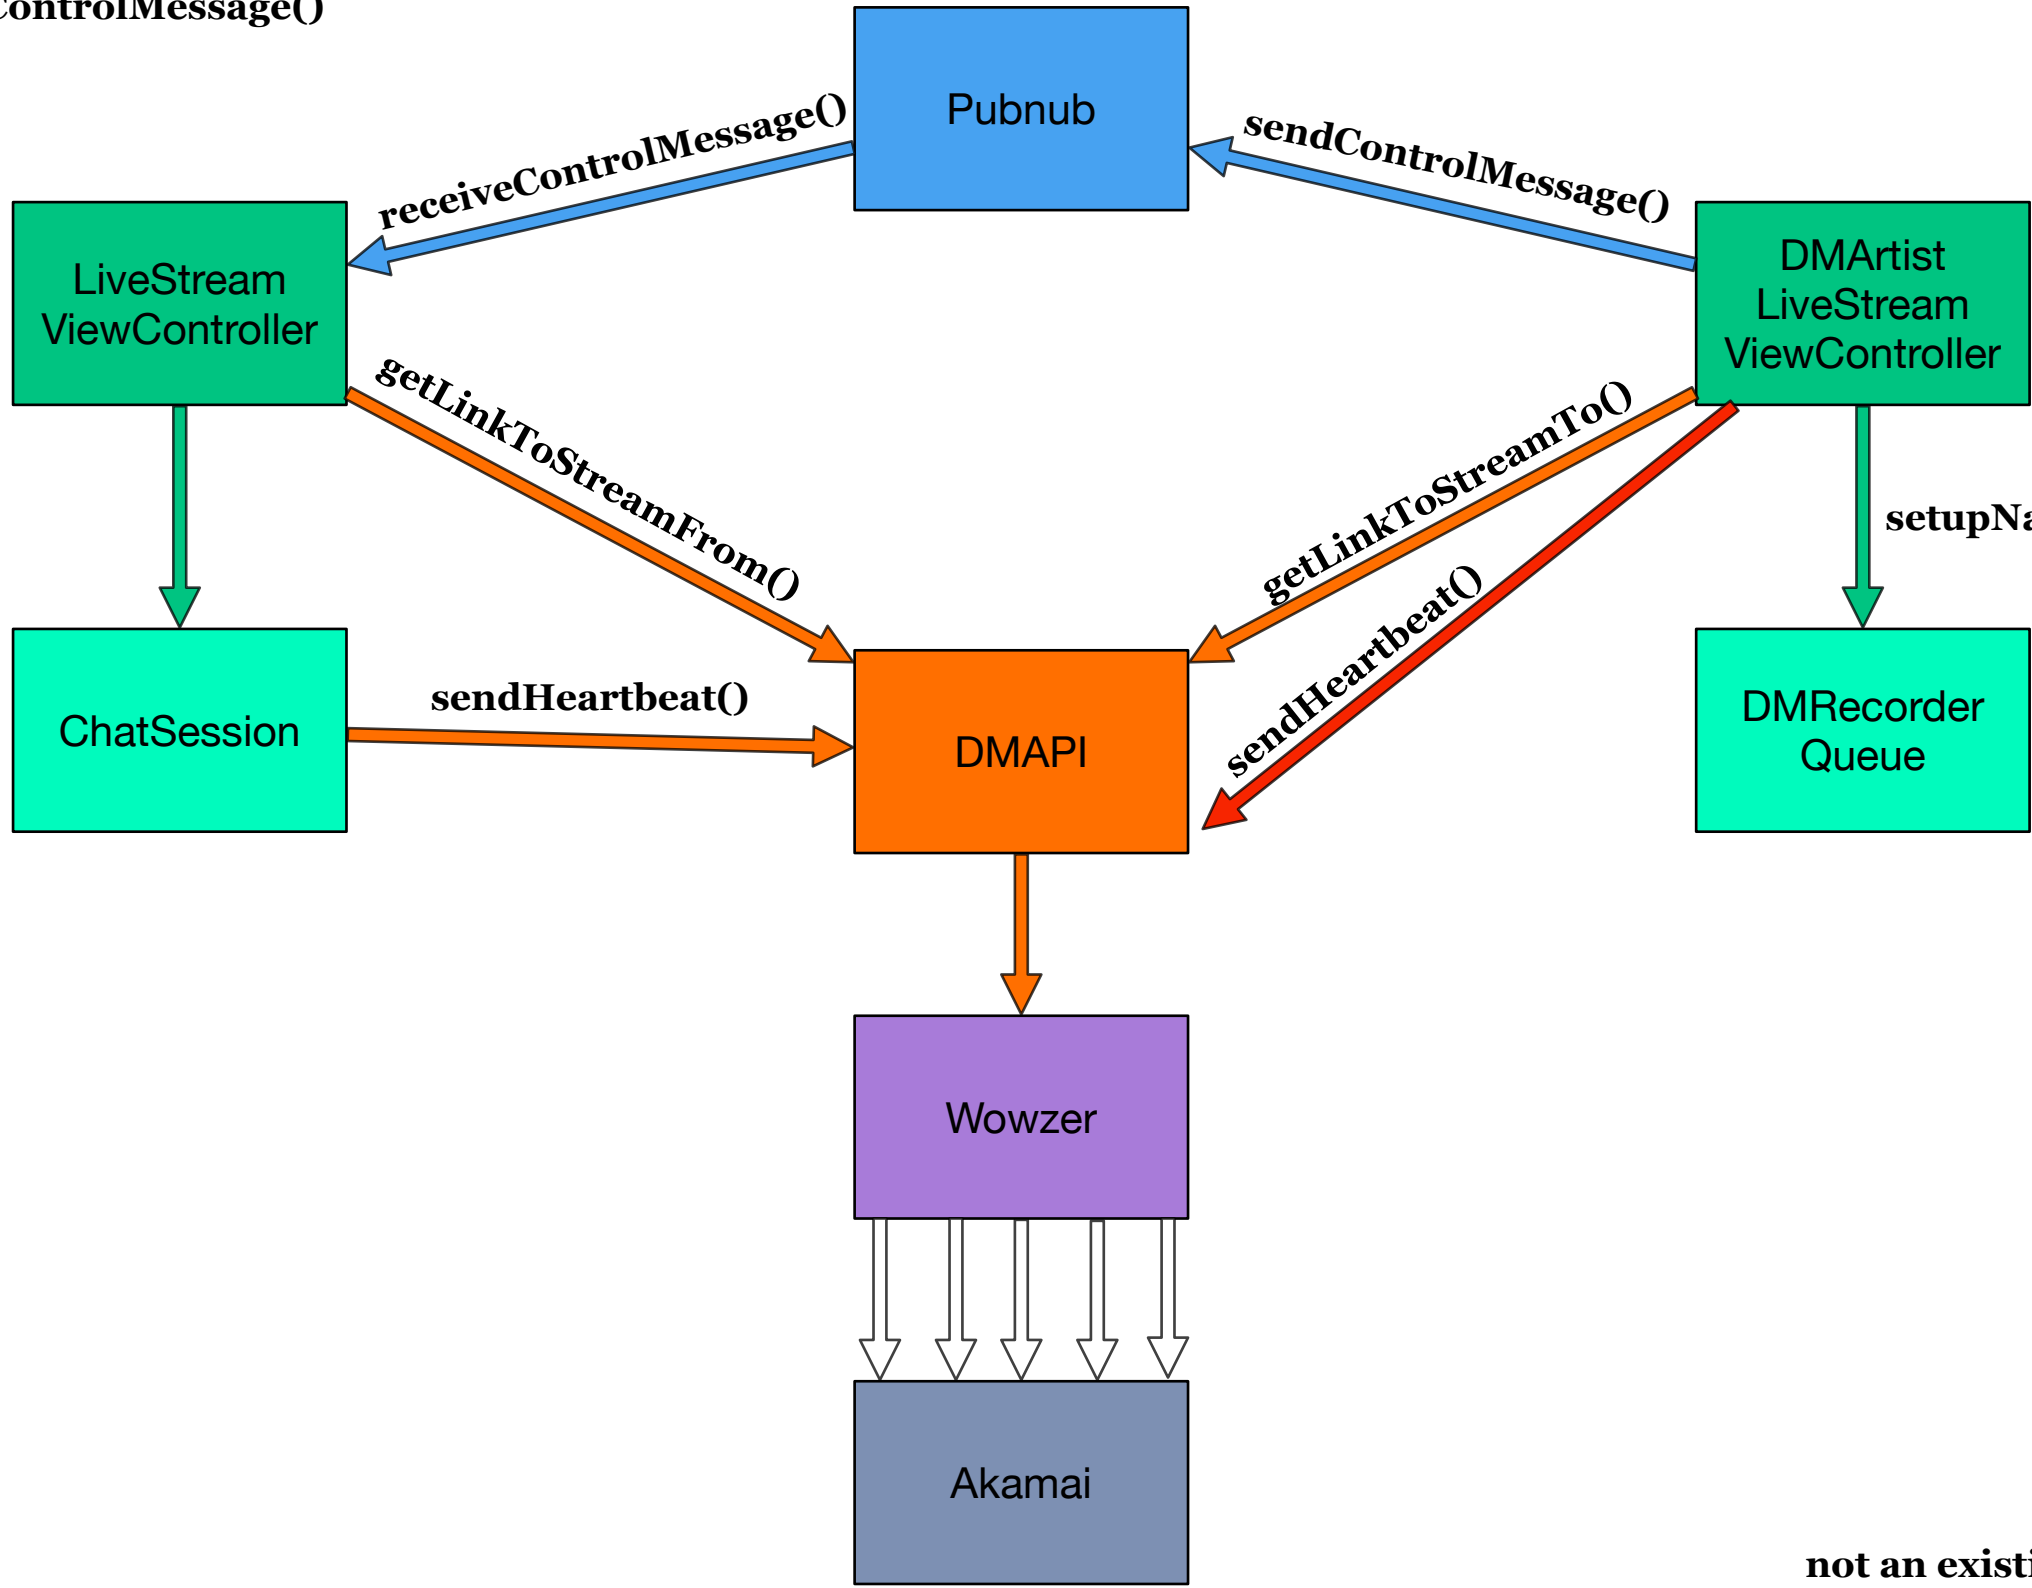 ControlMessage()
Pubnub
receiveControlMessage()
sendControlMessage()
LiveStream
ViewController
DMArtist
LiveStream
ViewController
getLinkToStreamFrom()
getLinkToStreamTo()
setupNa
sendHeartbeat()
sendHeartbeat()
ChatSession
DMAPI
DMRecorder
Queue
Wowzer
Akamai
not an existi